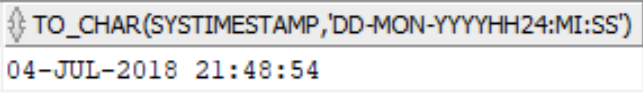 TO_CHAR(SYSTIMESTAMP,'DD-MON-YYYYHH24:MI:SS')
04-JUL-2018 21:48:54